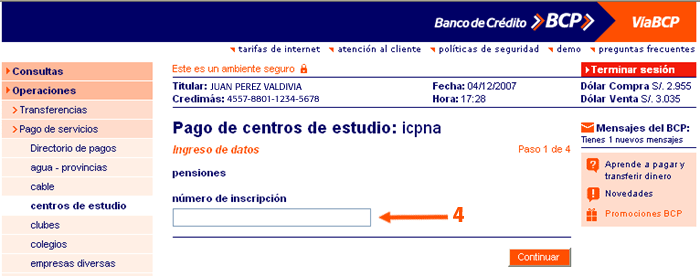 Banco de Crédito >BCP> VíaBCP
tarifas de internet atención al cliente políticas de seguridad demo preguntas frecuentes
Consultas
Operaciones
Transferencias
Pago de servicios
Directorio de pagos
agua - provincias
cable
centros de estudio
clubes
colegios
empresas diversas
Este es un ambiente seguro
Titular: JUAN PEREZ VALDIVIA Fecha: 04/12/2007
Credimás: 4557-8801-1234-5678 Hora: 17:28
Pago de centros de estudio: icpna
Ingreso de datos Paso 1 de 4
pensiones
número de inscripción
4
Continuar
Terminar sesión
Dólar Compra S/. 2.955
Dólar Venta S/. 3.035
Mensajes del BCP:
Tienes 1 nuevos mensajes
Aprende a pagar y
transferir dinero
Novedades
Promociones BCP